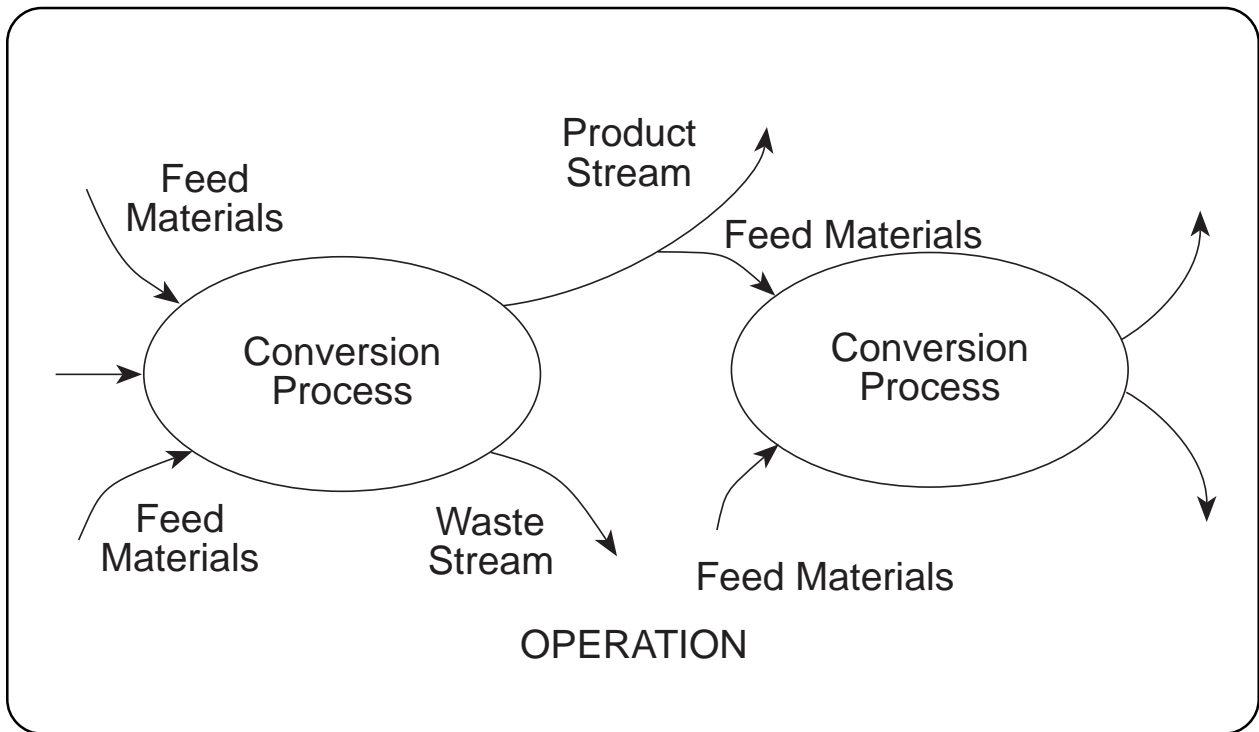 Product
Stream
Feed
Materials
Feed Materials
Conversion
Process
Conversion
Process
Feed
Materials
Waste
Stream
Feed Materials
OPERATION